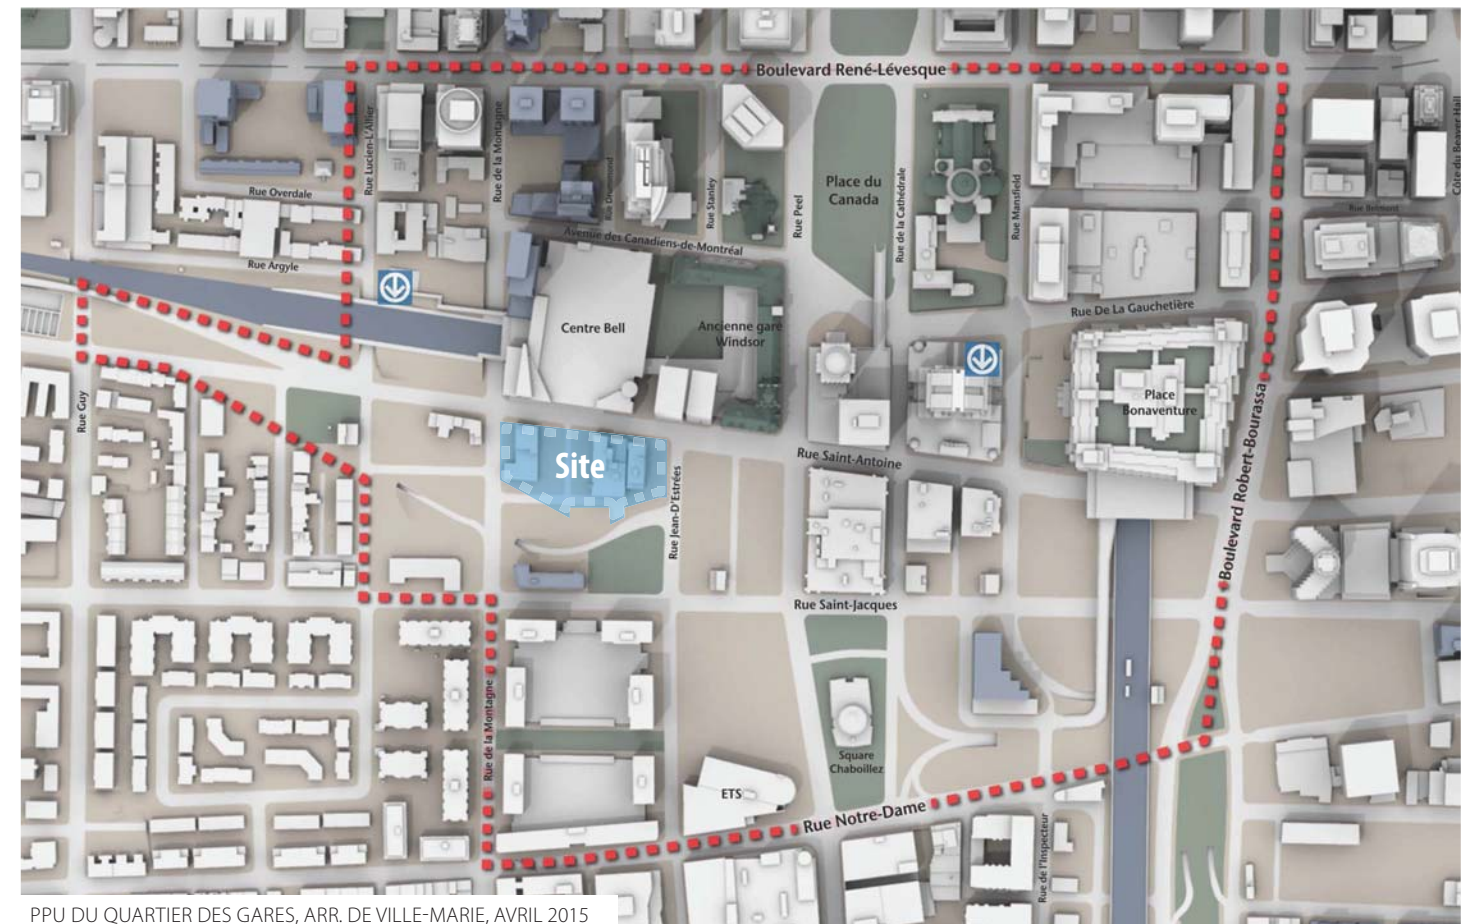 Boulevard René-Lévesque
Rue Lucien-L'Allier
Rue de la Montagne
Rue Drummond
Rue Stanley
Rue Peel
Place du
Canada
Rue de la Cathédrale
Rue Mansfield
Côte du Beaver Hall
Rue Belmont
Rue Overdale
Rue Argyle
Avenue des Canadiens-de-Montréal
Rue De La Gauchetière
Centre Bell
Ancienne gare
Windsor
Place
Bonaventure
Rue Guy
Boulevard Robert-Bourassa
Site
Rue Saint-Antoine
Rue Jean-D'Estrées
Rue Saint-Jacques
Rue de la Montagne
Square
Chaboillez
ETS
Rue Notre-Dame
Rue de l'Inspecteur
PPU DU QUARTIER DES GARES, ARR. DE VILLE-MARIE, AVRIL 2015